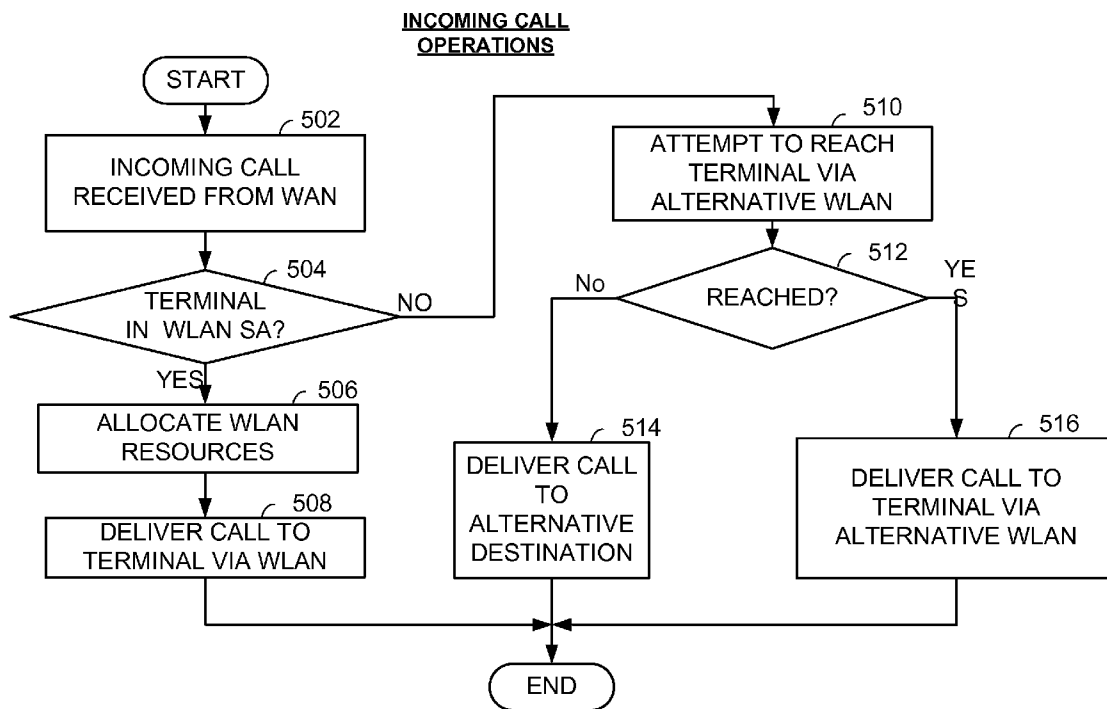 INCOMING CALL
OPERATIONS
START
502
INCOMING CALL
RECEIVED FROM WAN
504
TERMINAL
IN WLAN SA?
NO
YES
506
ALLOCATE WLAN
RESOURCES
508
DELIVER CALL TO
TERMINAL VIA WLAN
510
ATTEMPT TO REACH
TERMINAL VIA
ALTERNATIVE WLAN
512
REACHED?
No
YE
S
514
DELIVER CALL
TO
ALTERNATIVE
DESTINATION
516
DELIVER CALL TO
TERMINAL VIA
ALTERNATIVE WLAN
END